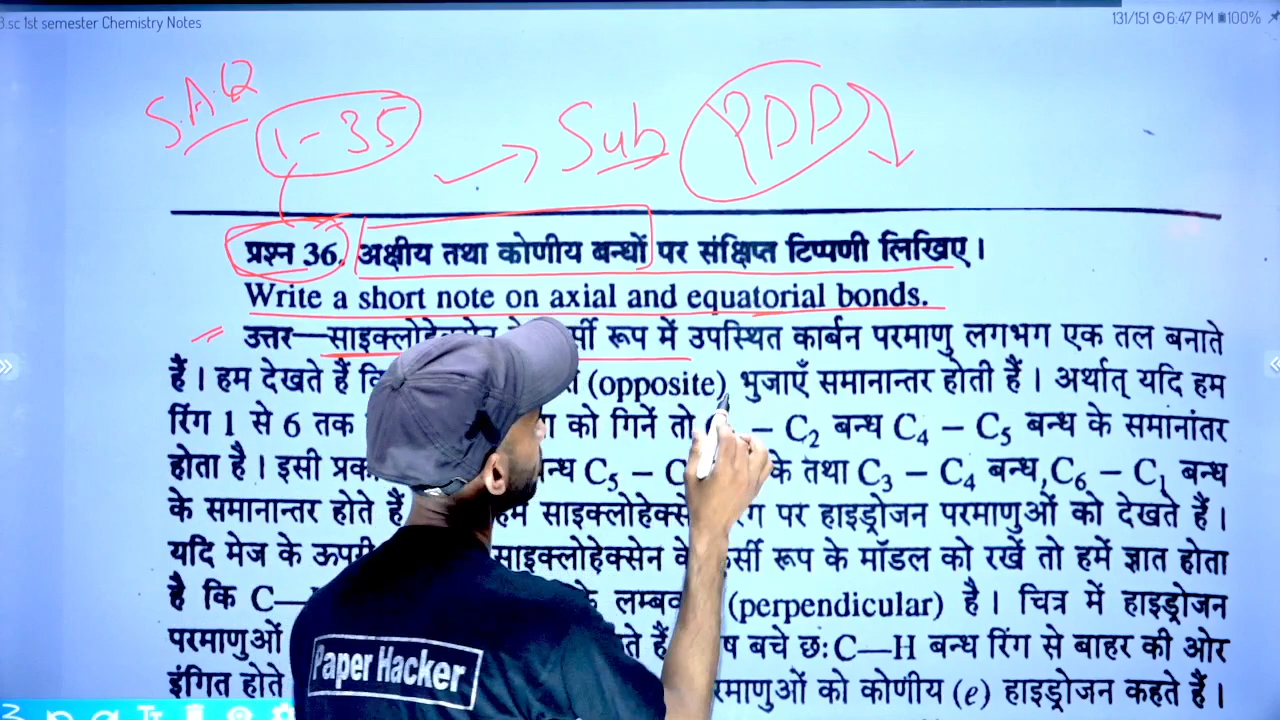 B.sc 1st semester Chemistry Notes
131/151 6:47 PM 100%
S.A.Q
1-35
Sub
PDF
प्रश्न 36. अक्षीय तथा कोणीय बन्धों पर संक्षिप्त टिप्पणी लिखिए।
Write a short note on axial and equatorial bonds.
उत्तर—साइक्लोहेक्सेन के कुर्सी रूप में उपस्थित कार्बन परमाणु लगभग एक तल बनाते
हैं। हम देखते हैं (opposite) भुजाएँ समानान्तर होती हैं। अर्थात् यदि हम
रिंग 1 से 6 तक को गिनें तो – C₂ बन्ध C₄ – C₅ बन्ध के समानांतर
होता है। इसी C₅ – के तथा C₃ – C₄ बन्ध, C₆ – C₁ बन्ध
के समानान्तर होते हैं हम साइक्लोहेक्सेन रिंग पर हाइड्रोजन परमाणुओं को देखते हैं।
यदि मेज के साइक्लोहेक्सेन के कुर्सी रूप के मॉडल को रखें तो हमें ज्ञात होता
है कि C— के (perpendicular) है। चित्र में हाइड्रोजन
परमाणुओं हैं बचे छः C—H बन्ध रिंग से बाहर की ओर
इंगित होते परमाणुओं को कोणीय (e) हाइड्रोजन कहते हैं।
Paper Hacker